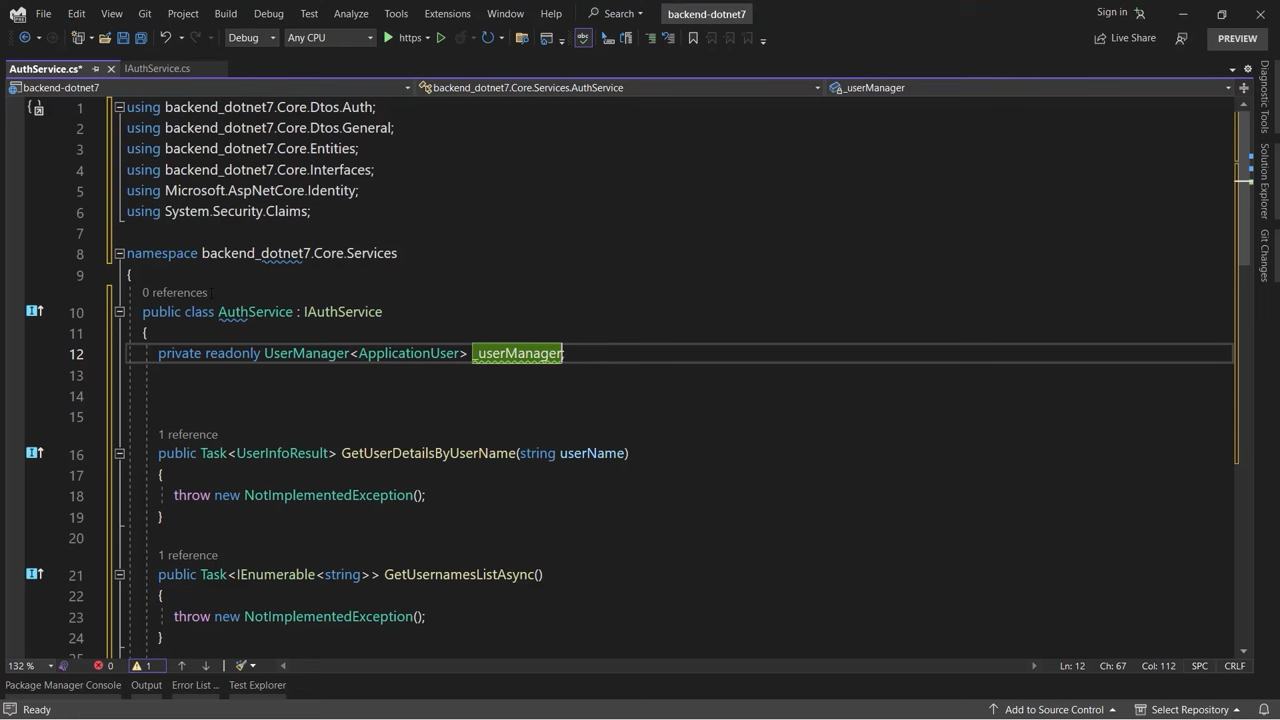 File Edit View Git Project Build Debug Test Analyze Tools Extensions Window Help Search backend-dotnet7 Sign in
Debug Any CPU https Live Share PREVIEW
AuthService.cs* IAuthService.cs
backend-dotnet7 backend_dotnet7.Core.Services.AuthService _userManager
1 using backend_dotnet7.Core.Dtos.Auth;
2 using backend_dotnet7.Core.Dtos.General;
3 using backend_dotnet7.Core.Entities;
4 using backend_dotnet7.Core.Interfaces;
5 using Microsoft.AspNetCore.Identity;
6 using System.Security.Claims;
7
8 namespace backend_dotnet7.Core.Services
9 {
0 references
10 public class AuthService : IAuthService
11 {
12 private readonly UserManager<ApplicationUser> _userManager;
13
14
15
1 reference
16 public Task<UserInfoResult> GetUserDetailsByUserName(string userName)
17 {
18 throw new NotImplementedException();
19 }
20
1 reference
21 public Task<IEnumerable<string>> GetUsernamesListAsync()
22 {
23 throw new NotImplementedException();
24 }
Diagnostic Tools
Solution Explorer
Git Changes
132 % 0 1 Ln: 12 Ch: 67 Col: 112 SPC CRLF
Package Manager Console Output Error List ... Test Explorer
Ready Add to Source Control Select Repository